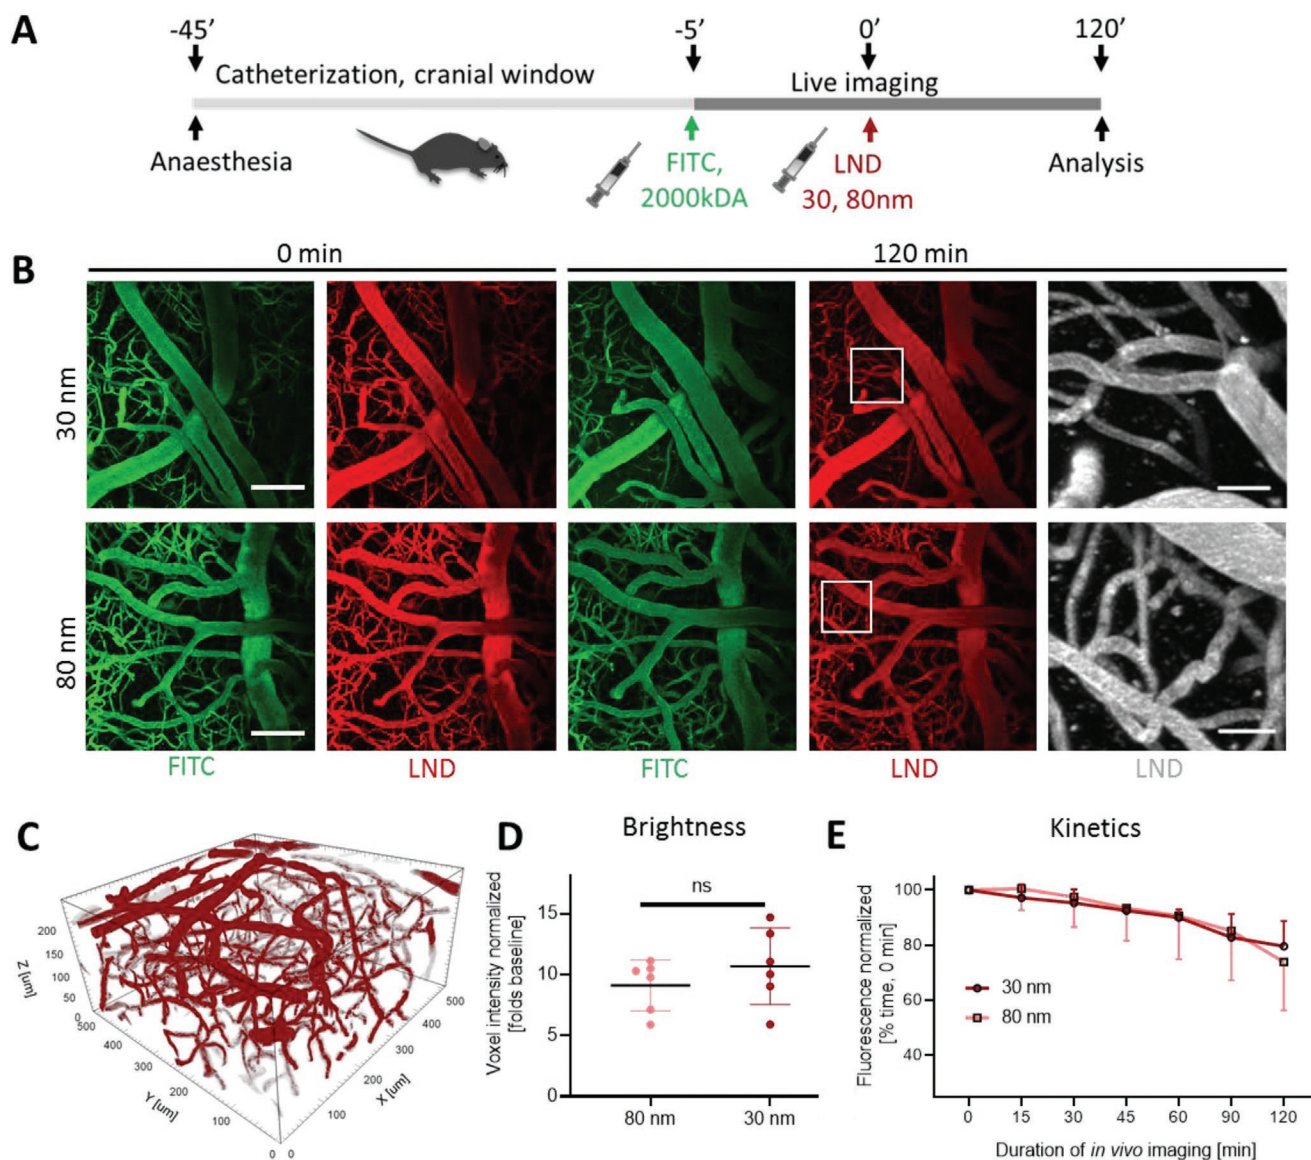 A
-45’
-5’
0’
120’
Catheterization, cranial window
Live imaging
Anaesthesia
FITC,
2000kDA
LND
30, 80nm
Analysis
B
0 min
120 min
30 nm
80 nm
FITC
LND
FITC
LND
LND
C
Z [um]
200
150
100
50
0
500
400
300
200
100
0
Y [um]
0
100
200
300
400
500
X [um]
D
Brightness
ns
Voxel intensity normalized
[folds baseline]
15
10
5
0
80 nm
30 nm
E
Kinetics
Fluorescence normalized
[% time, 0 min]
100
80
60
40
30 nm
80 nm
0
15
30
45
60
90
120
Duration of in vivo imaging [min]